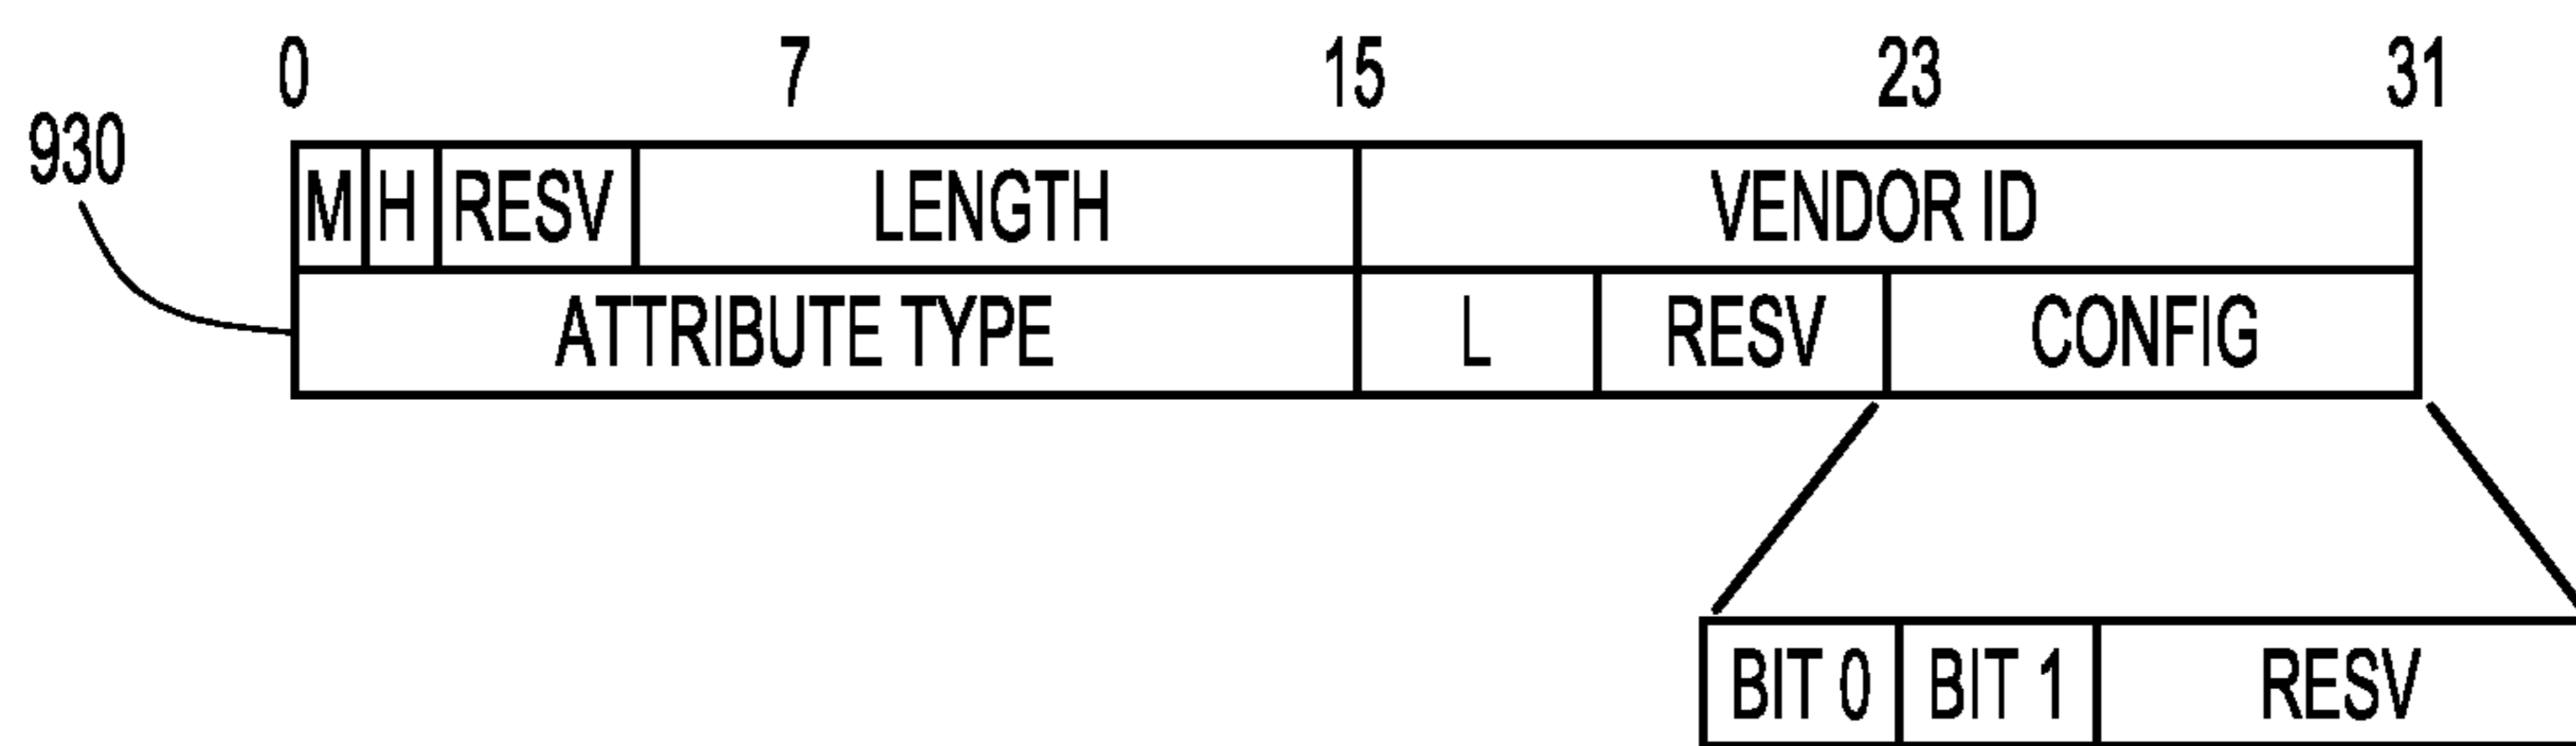 0 7 15 23 31
930
M H RESV LENGTH VENDOR ID
ATTRIBUTE TYPE L RESV CONFIG
BIT 0 BIT 1 RESV